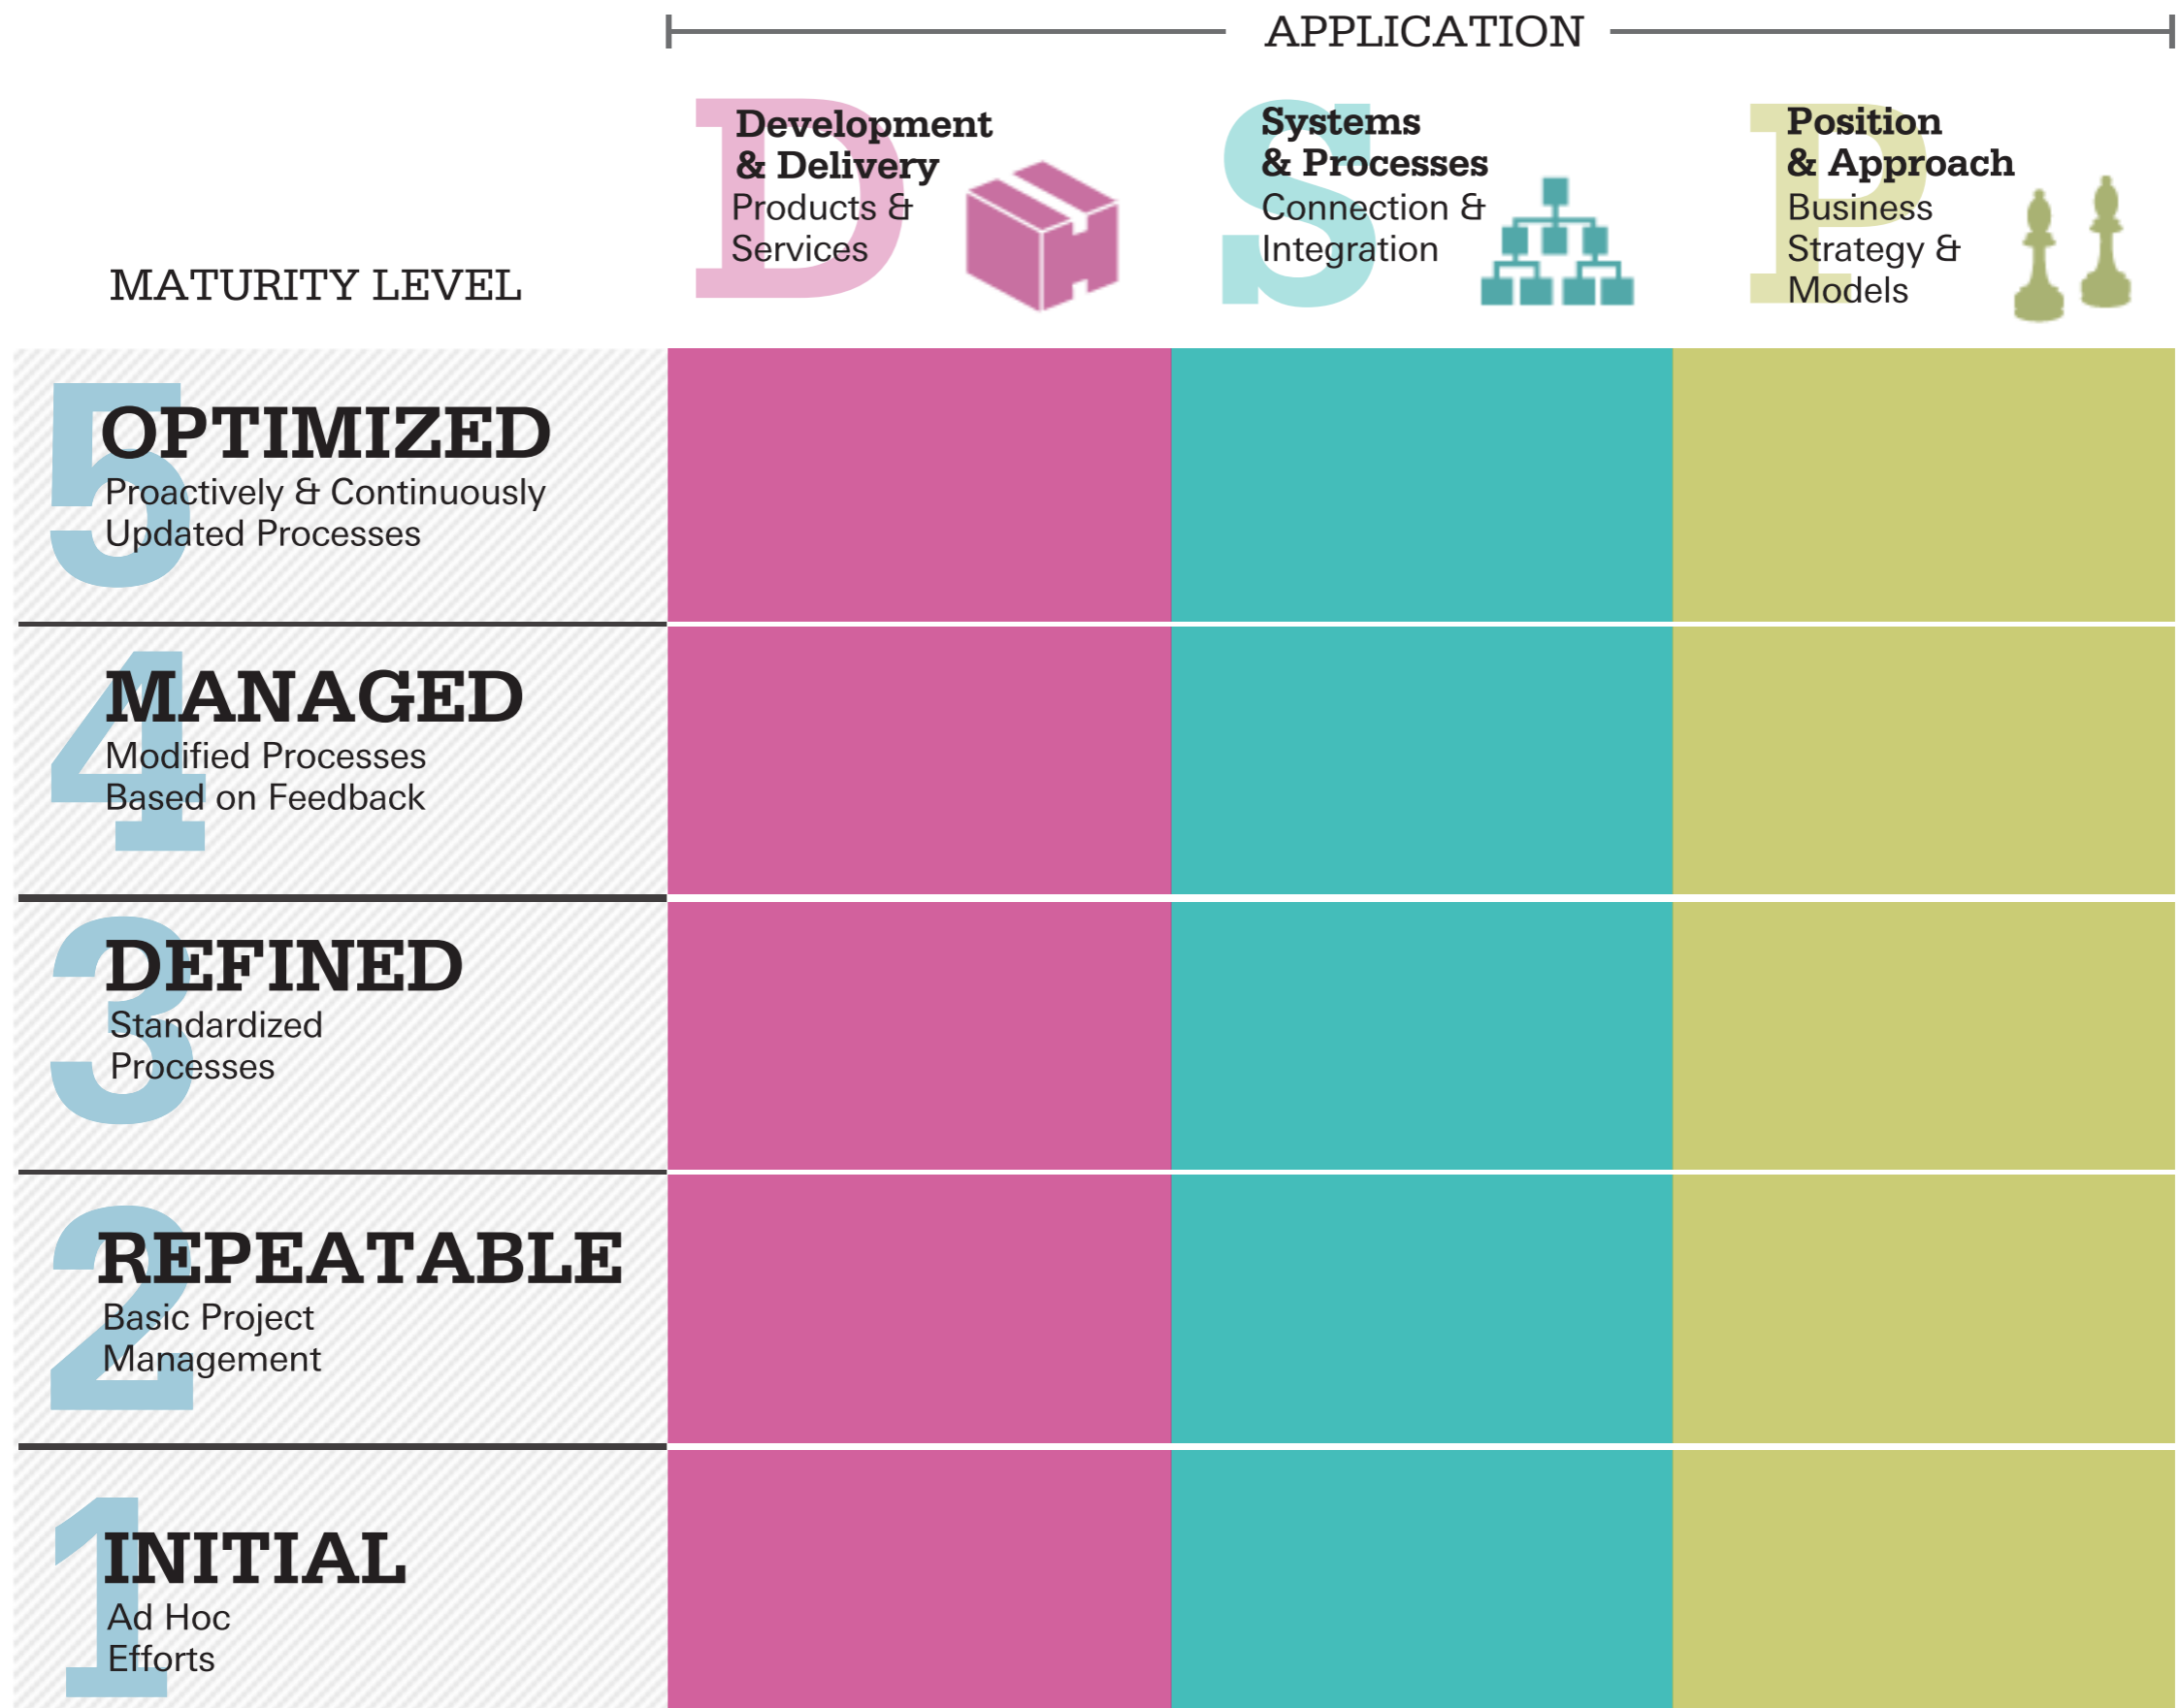 APPLICATION
D
Development
& Delivery
Products &
Services
S
Systems
& Processes
Connection &
Integration
P
Position
& Approach
Business
Strategy &
Models
MATURITY LEVEL
5
OPTIMIZED
Proactively & Continuously
Updated Processes
4
MANAGED
Modified Processes
Based on Feedback
3
DEFINED
Standardized
Processes
2
REPEATABLE
Basic Project
Management
1
INITIAL
Ad Hoc
Efforts